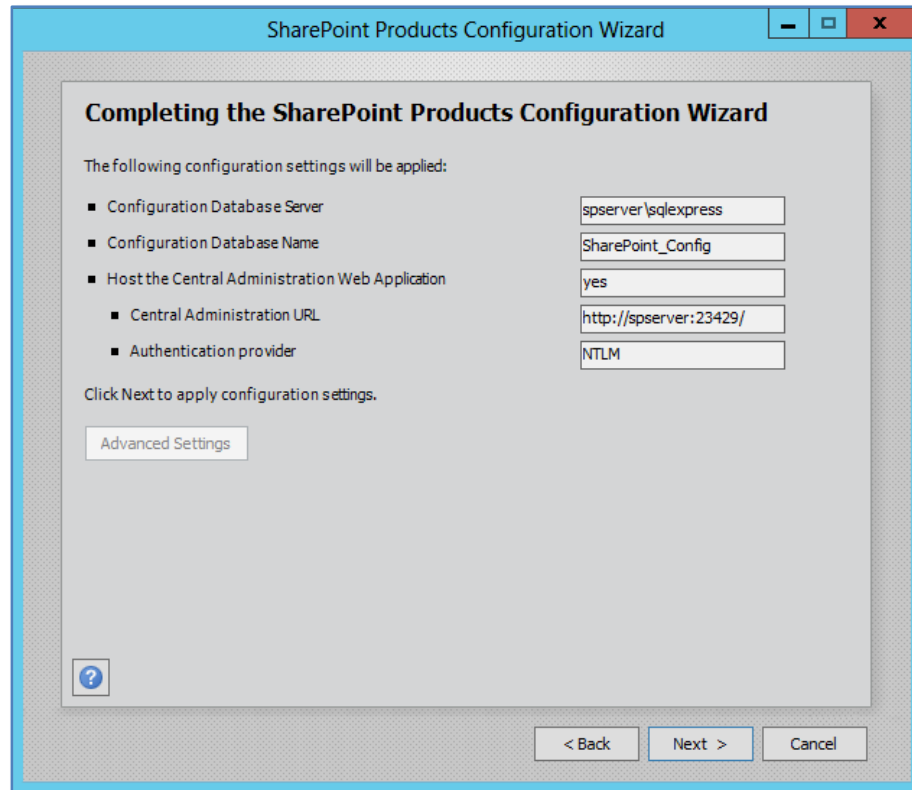 SharePoint Products Configuration Wizard
Completing the SharePoint Products Configuration Wizard
The following configuration settings will be applied:
Configuration Database Server spserver\sqlexpress
Configuration Database Name SharePoint_Config
Host the Central Administration Web Application yes
Central Administration URL http://spserver:23429/
Authentication provider NTLM
Click Next to apply configuration settings.
Advanced Settings
?
< Back Next > Cancel